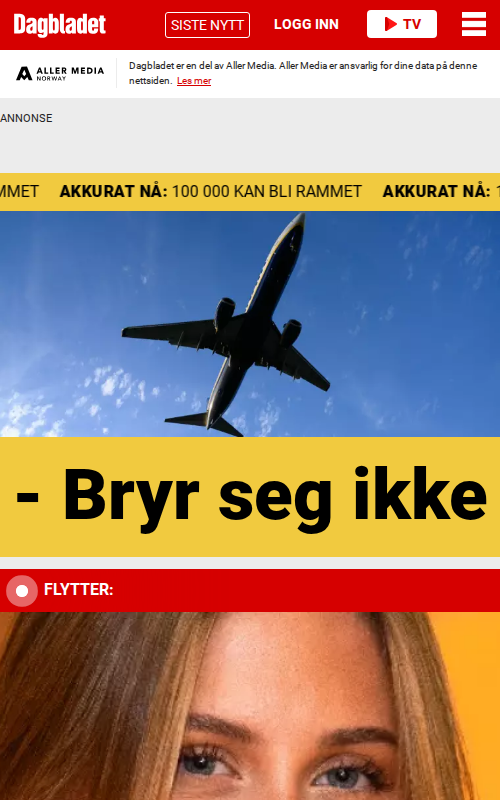 Dagbladet
SISTE NYTT
LOGG INN
TV
ALLER MEDIA
NORWAY
Dagbladet er en del av Aller Media. Aller Media er ansvarlig for dine data på denne
nettsiden. Les mer
ANNONSE
MMET AKKURAT NÅ: 100 000 KAN BLI RAMMET AKKURAT NÅ: 1
- Bryr seg ikke
FLYTTER: